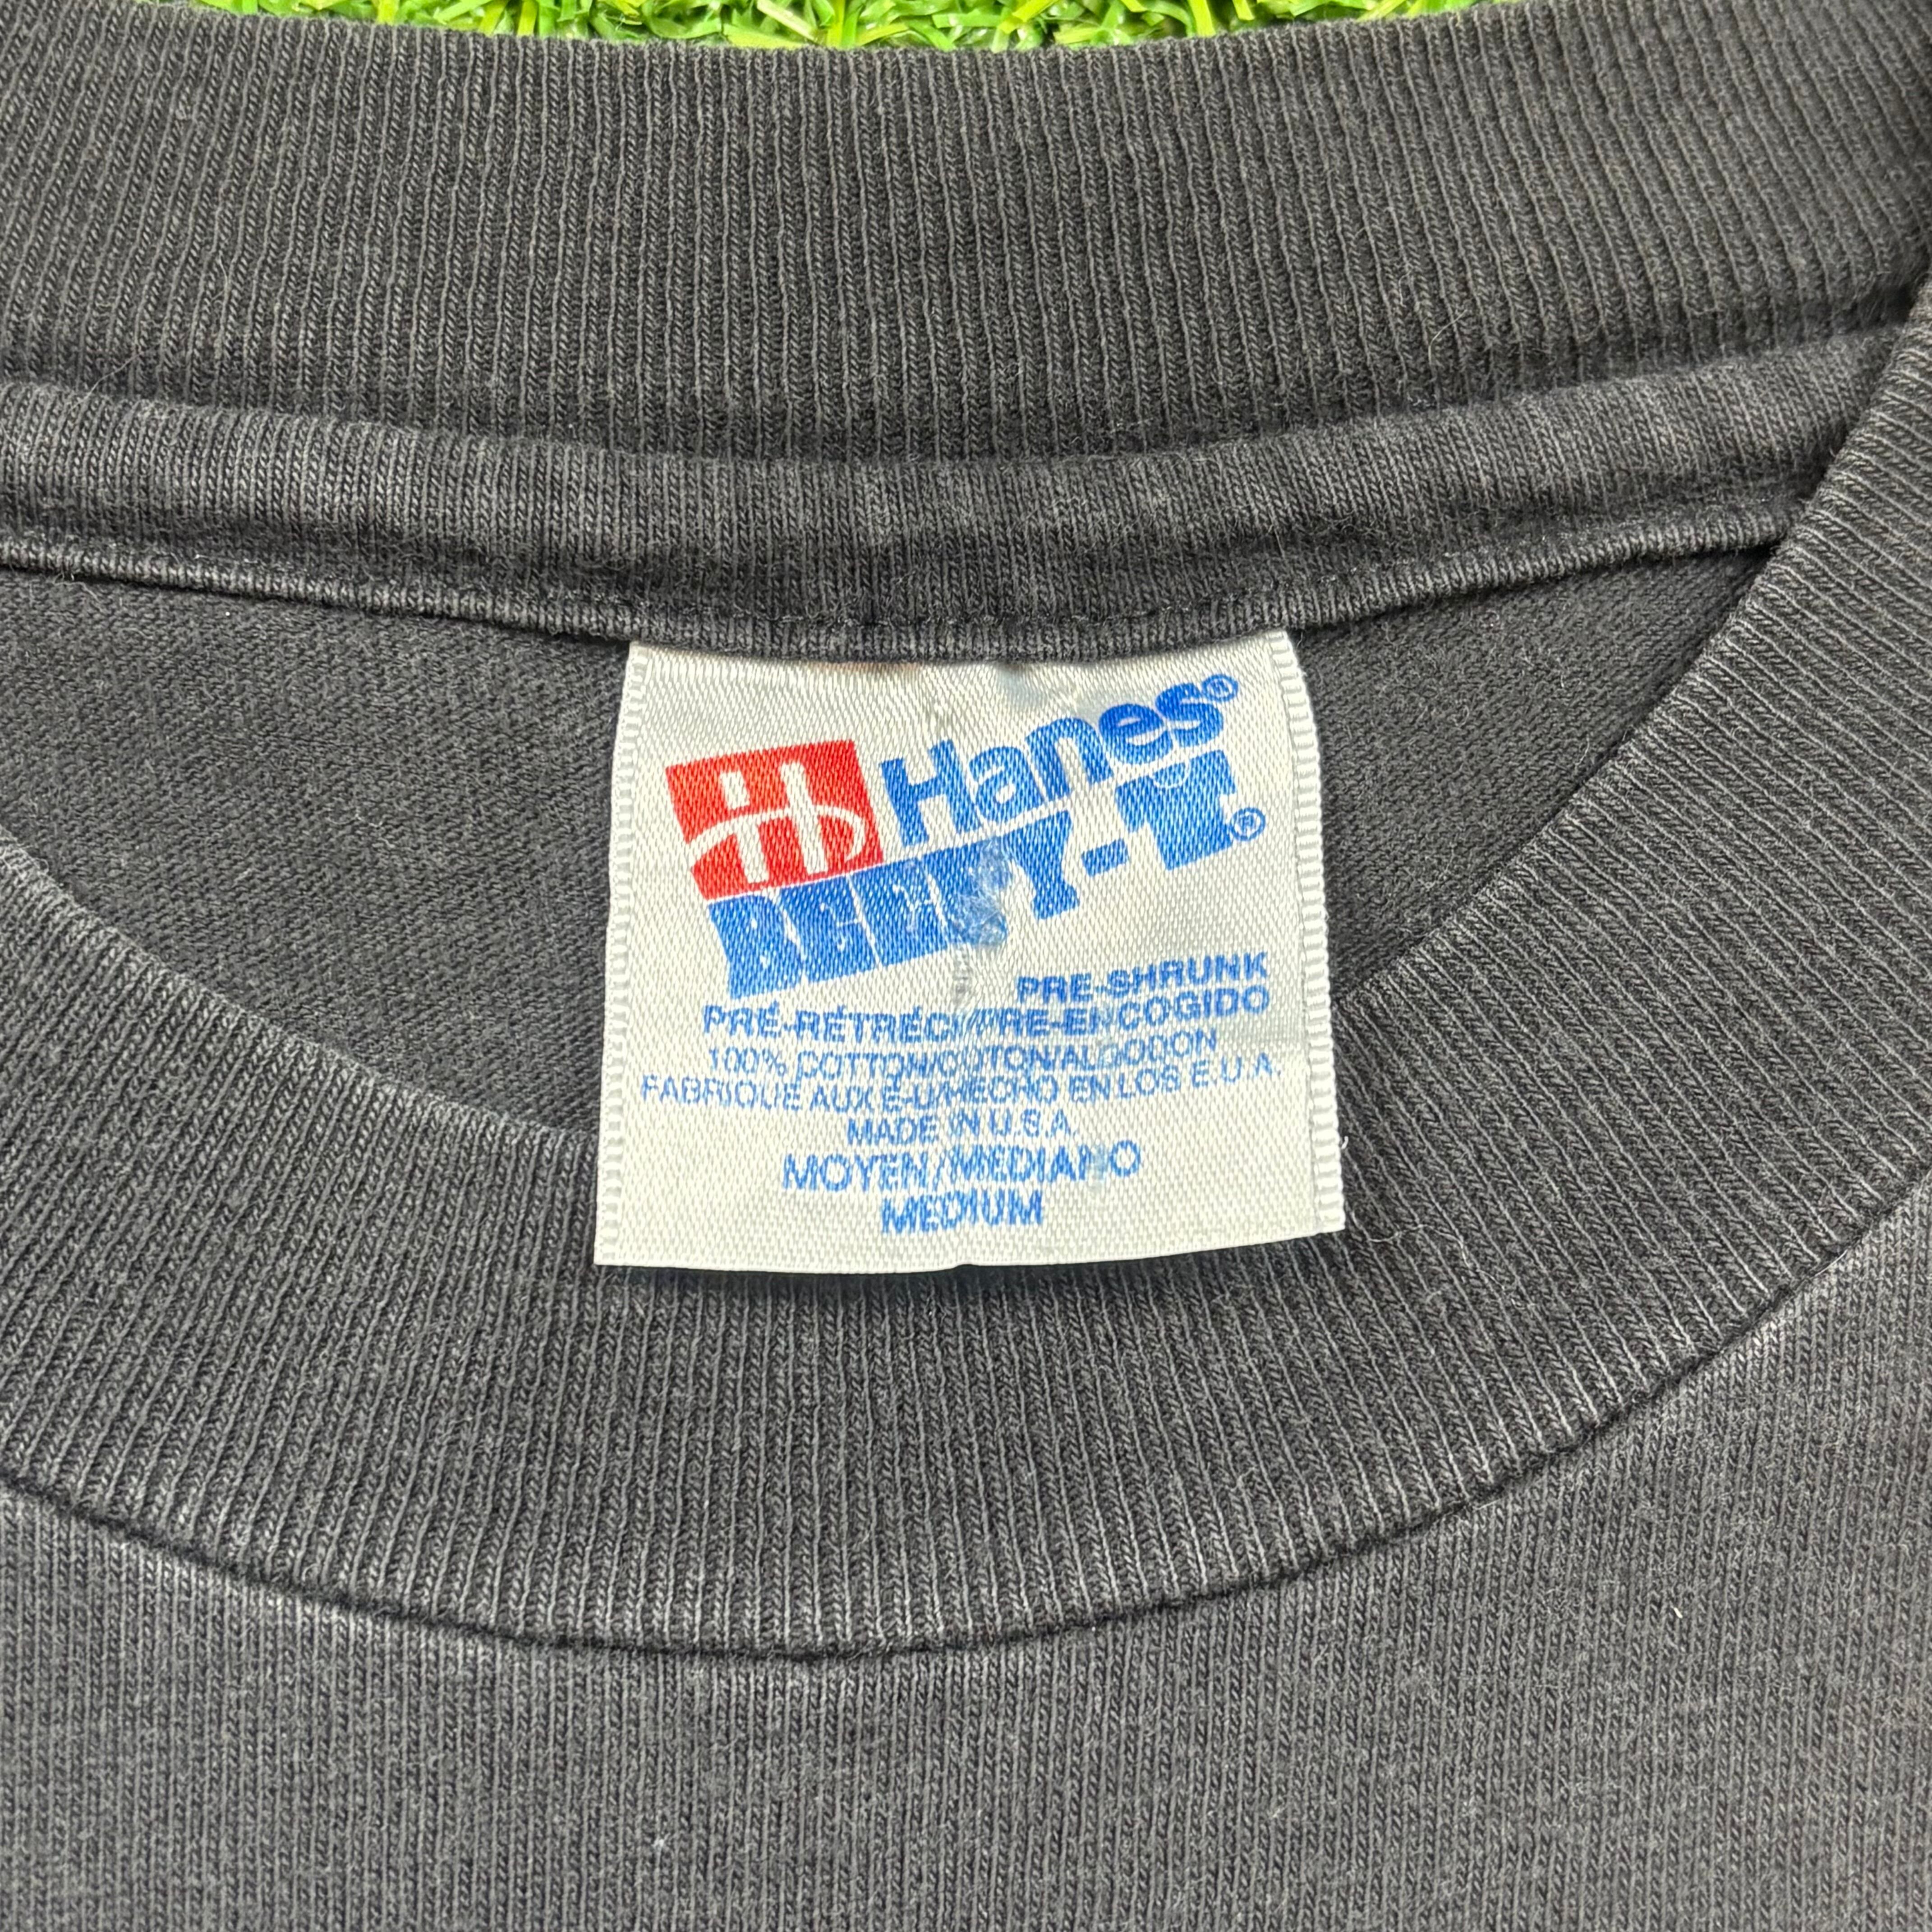 Hanes®
BEEFY-T®
PRE-SHRUNK
PRÉ-RÉTRÉCI/PRE-ENCOGIDO
100% COTTON/COTON/ALGODON
FABRIQUE AUX E-U/HECHO EN LOS E.U.A.
MADE IN U.S.A.
MOYEN/MEDIANO
MEDIUM